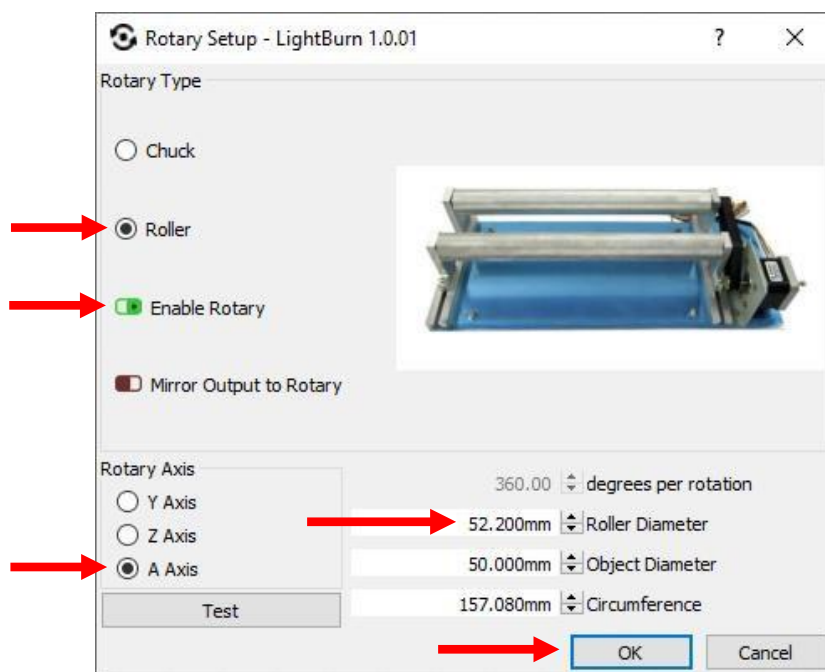 Rotary Setup - LightBurn 1.0.01 ?
Rotary Type
Chuck
Roller
Enable Rotary
Mirror Output to Rotary
Rotary Axis
Y Axis
Z Axis
A Axis
Test
360.00 degrees per rotation
52.200mm Roller Diameter
50.000mm Object Diameter
157.080mm Circumference
OK Cancel